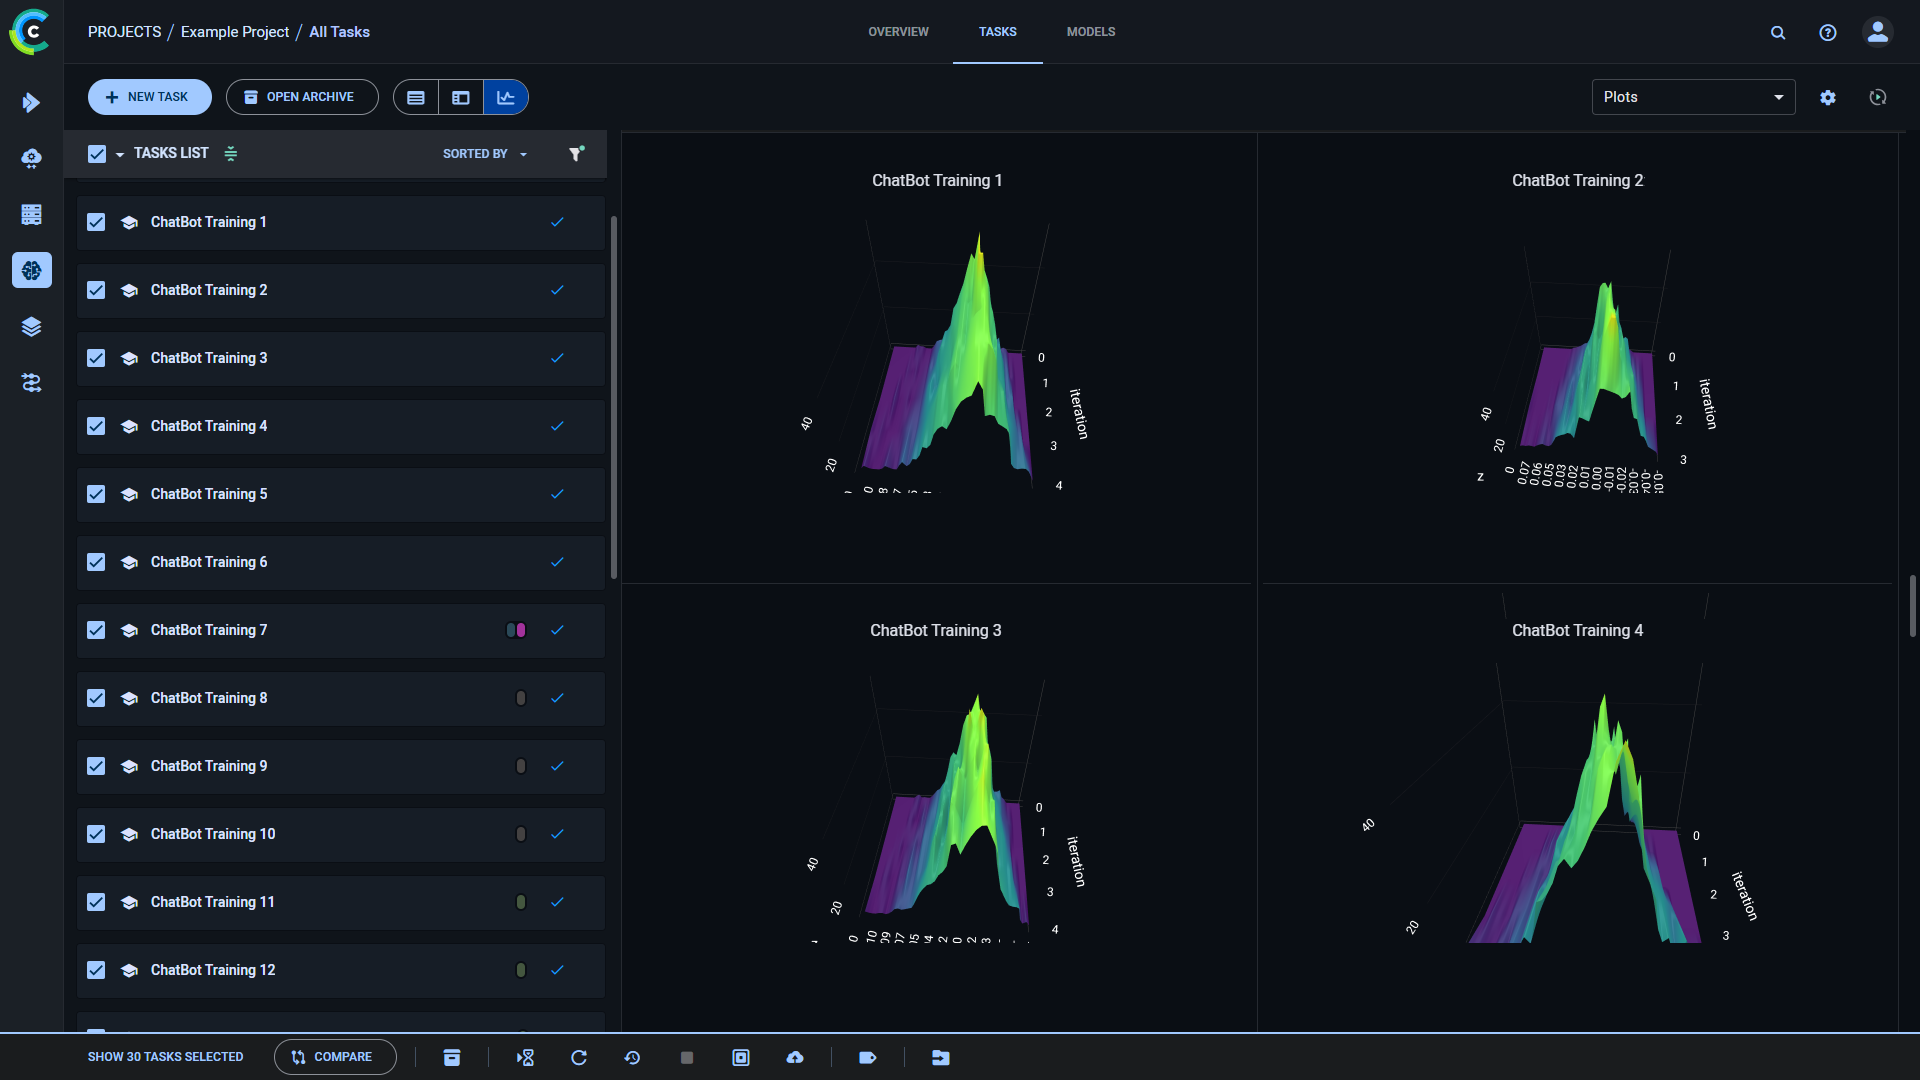 PROJECTS / Example Project / All Tasks
OVERVIEW
TASKS
MODELS
NEW TASK
OPEN ARCHIVE
Plots
TASKS LIST
SORTED BY
ChatBot Training 1
ChatBot Training 2
ChatBot Training 3
ChatBot Training 4
ChatBot Training 5
ChatBot Training 6
ChatBot Training 7
ChatBot Training 8
ChatBot Training 9
ChatBot Training 10
ChatBot Training 11
ChatBot Training 12
ChatBot Training 1
0
1
2
3
4
iteration
40
20
ChatBot Training 2
0
1
2
3
iteration
40
20
0
z
0.07
0.06
0.05
0.03
0.02
0.01
0.00
-0.01
-0.02
ChatBot Training 3
0
1
2
3
4
iteration
40
20
0
ChatBot Training 4
0
1
2
3
iteration
40
20
SHOW 30 TASKS SELECTED
COMPARE